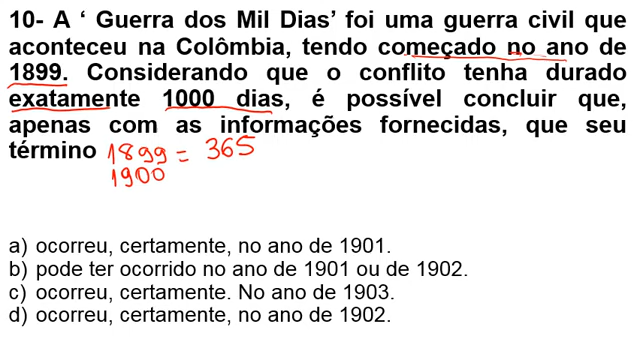 10- A ‘ Guerra dos Mil Dias’ foi uma guerra civil que
aconteceu na Colômbia, tendo começado no ano de
1899. Considerando que o conflito tenha durado
exatamente 1000 dias, é possível concluir que,
apenas com as informações fornecidas, que seu
término 1899 = 365
1900
a) ocorreu, certamente, no ano de 1901.
b) pode ter ocorrido no ano de 1901 ou de 1902.
c) ocorreu, certamente. No ano de 1903.
d) ocorreu, certamente, no ano de 1902.